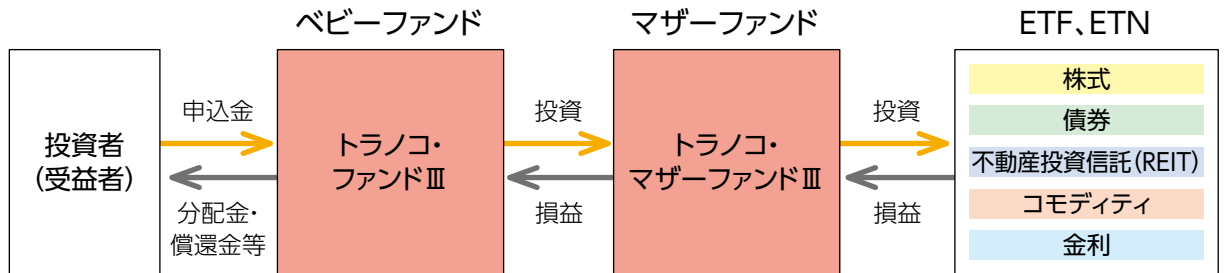 ベビーファンド
マザーファンド
ETF、ETN
投資者
(受益者)
申込金
分配金・
償還金等
トラノコ・
ファンドⅢ
投資
損益
トラノコ・
マザーファンドⅢ
投資
損益
株式
債券
不動産投資信託(REIT)
コモディティ
金利